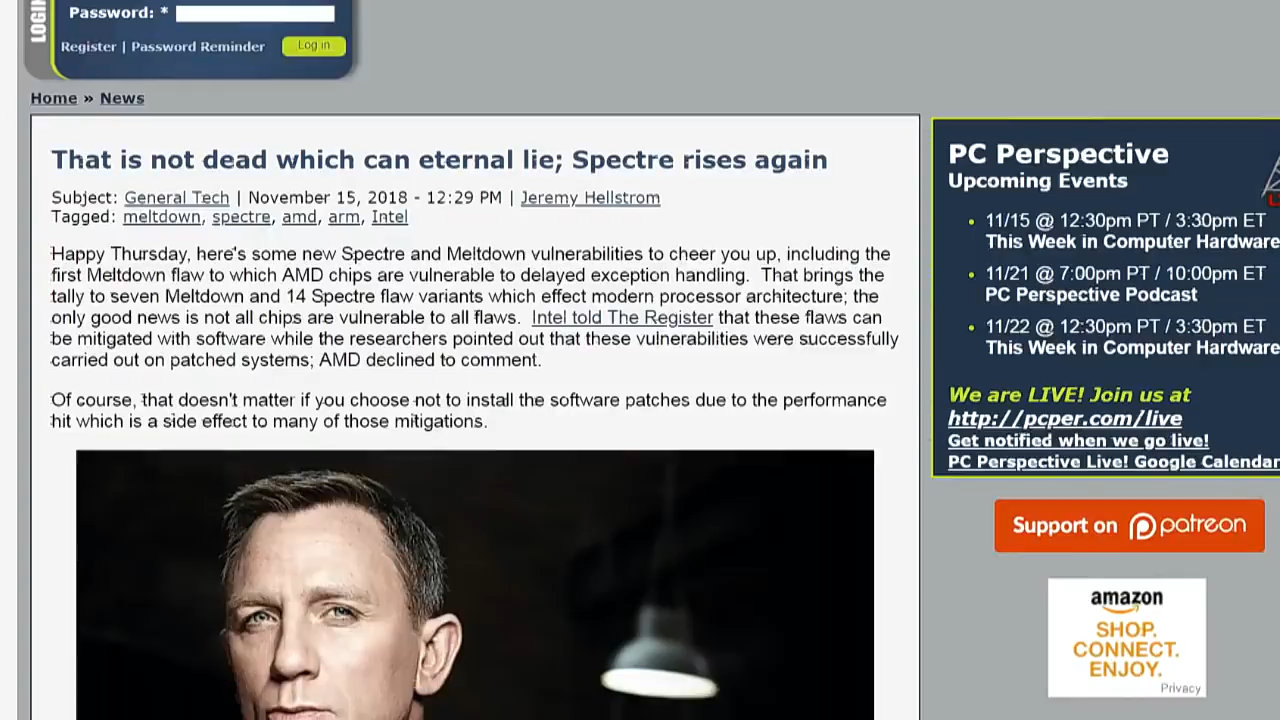 LOGIN
Password: *
Register | Password Reminder
Log in
Home » News
That is not dead which can eternal lie; Spectre rises again
Subject: General Tech | November 15, 2018 - 12:29 PM | Jeremy Hellstrom
Tagged: meltdown, spectre, amd, arm, Intel
Happy Thursday, here's some new Spectre and Meltdown vulnerabilities to cheer you up, including the
first Meltdown flaw to which AMD chips are vulnerable to delayed exception handling. That brings the
tally to seven Meltdown and 14 Spectre flaw variants which effect modern processor architecture; the
only good news is not all chips are vulnerable to all flaws. Intel told The Register that these flaws can
be mitigated with software while the researchers pointed out that these vulnerabilities were successfully
carried out on patched systems; AMD declined to comment.
Of course, that doesn't matter if you choose not to install the software patches due to the performance
hit which is a side effect to many of those mitigations.
PC Perspective
Upcoming Events
11/15 @ 12:30pm PT / 3:30pm ET
This Week in Computer Hardware
11/21 @ 7:00pm PT / 10:00pm ET
PC Perspective Podcast
11/22 @ 12:30pm PT / 3:30pm ET
This Week in Computer Hardware
We are LIVE! Join us at
http://pcper.com/live
Get notified when we go live!
PC Perspective Live! Google Calendar
Support on patreon
amazon
SHOP.
CONNECT.
ENJOY.
Privacy